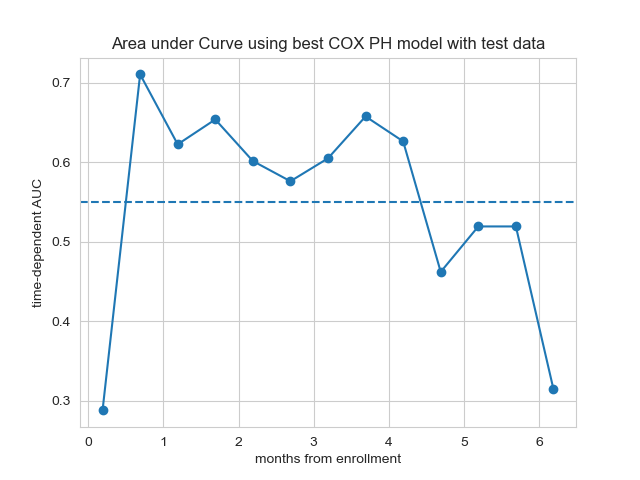 Area under Curve using best COX PH model with test data
time-dependent AUC
0.7
0.6
0.5
0.4
0.3
0 1 2 3 4 5 6
months from enrollment